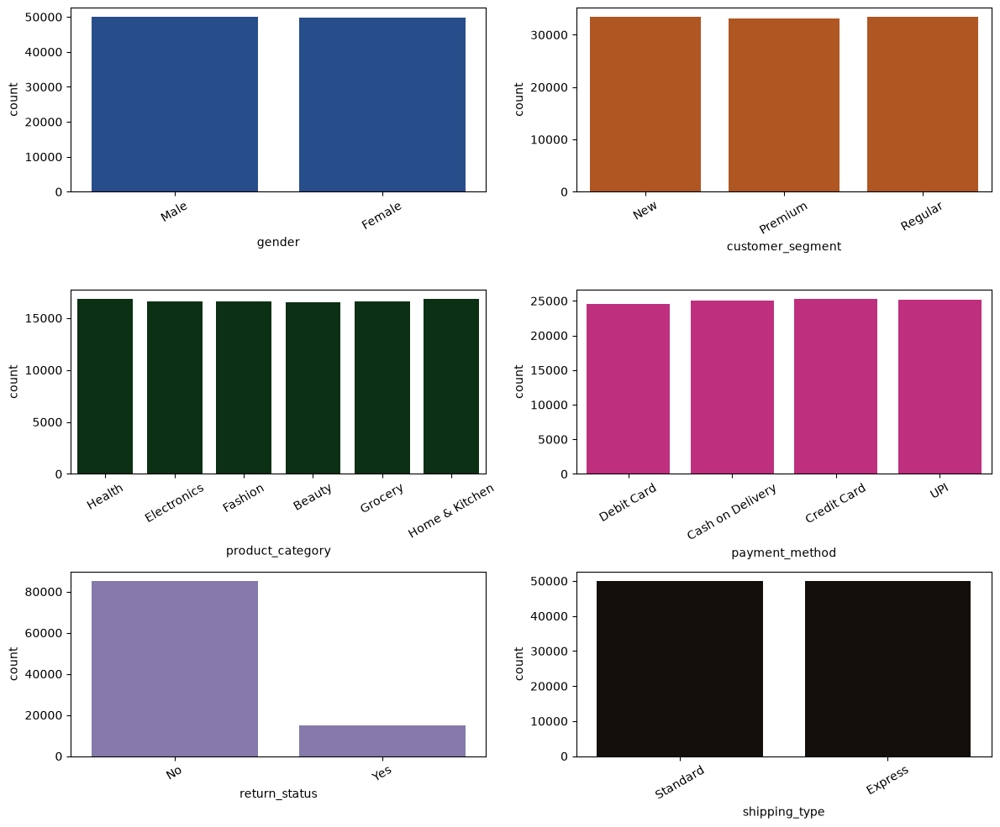 50000
40000
30000
20000
10000
0
count
Male
Female
gender
30000
20000
10000
0
count
New
Premium
Regular
customer_segment
15000
10000
5000
0
count
Health
Electronics
Fashion
Beauty
Grocery
Home & Kitchen
product_category
25000
20000
15000
10000
5000
0
count
Debit Card
Cash on Delivery
Credit Card
UPI
payment_method
80000
60000
40000
20000
0
count
No
Yes
return_status
50000
40000
30000
20000
10000
0
count
Standard
Express
shipping_type